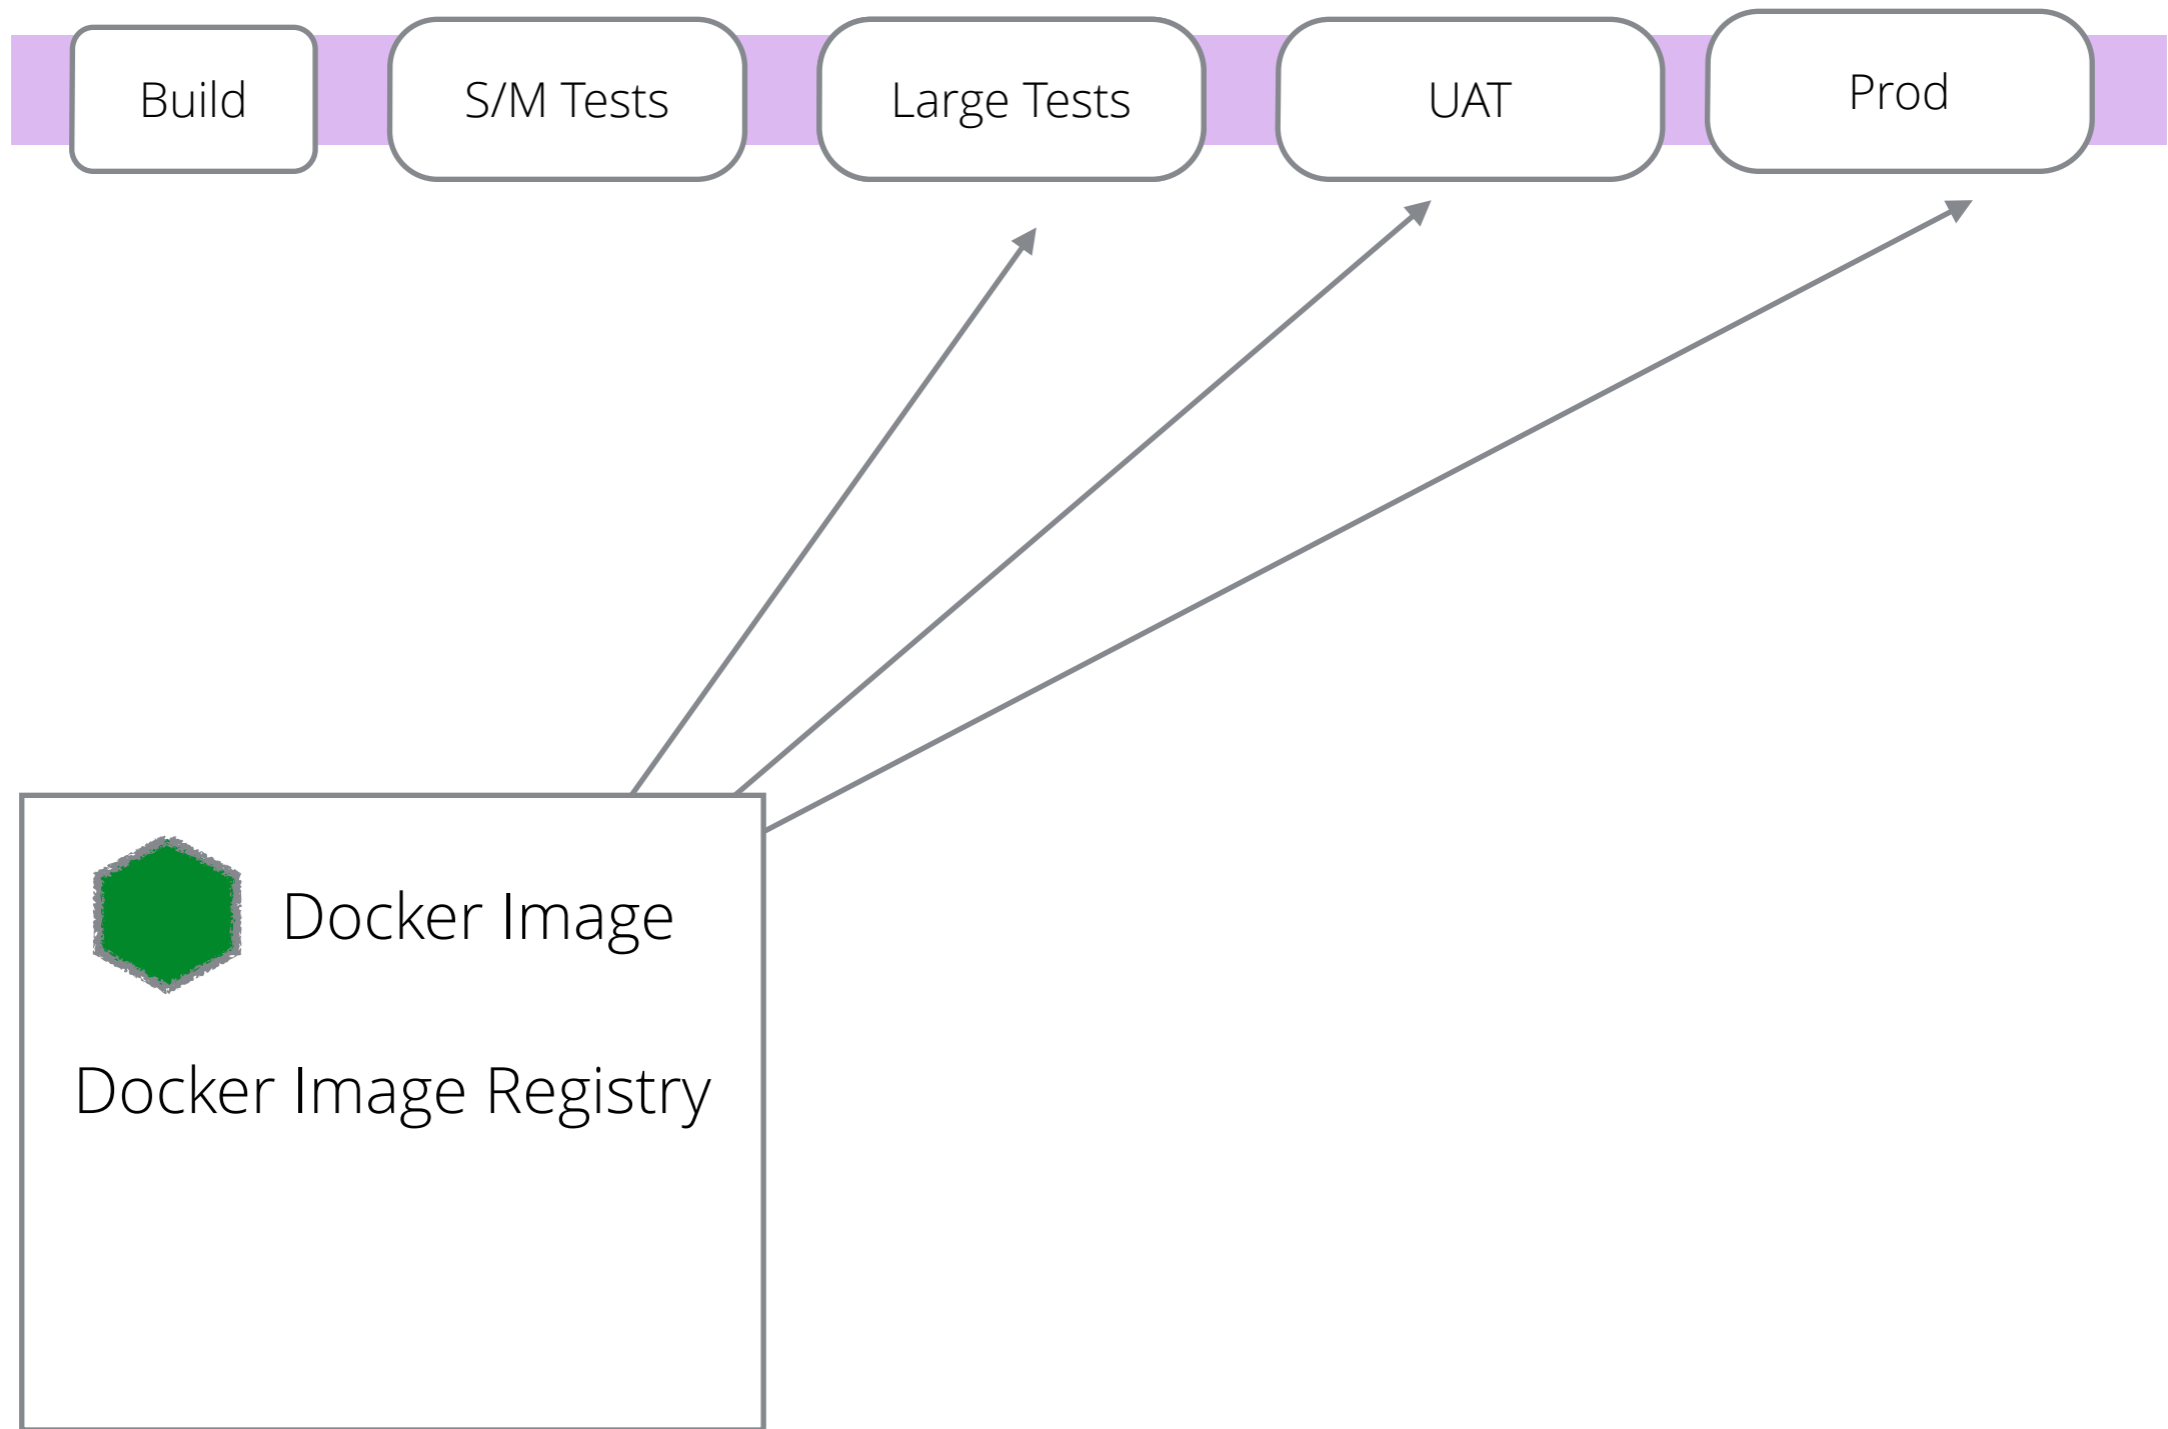 Build
S/M Tests
Large Tests
UAT
Prod
Docker Image
Docker Image Registry